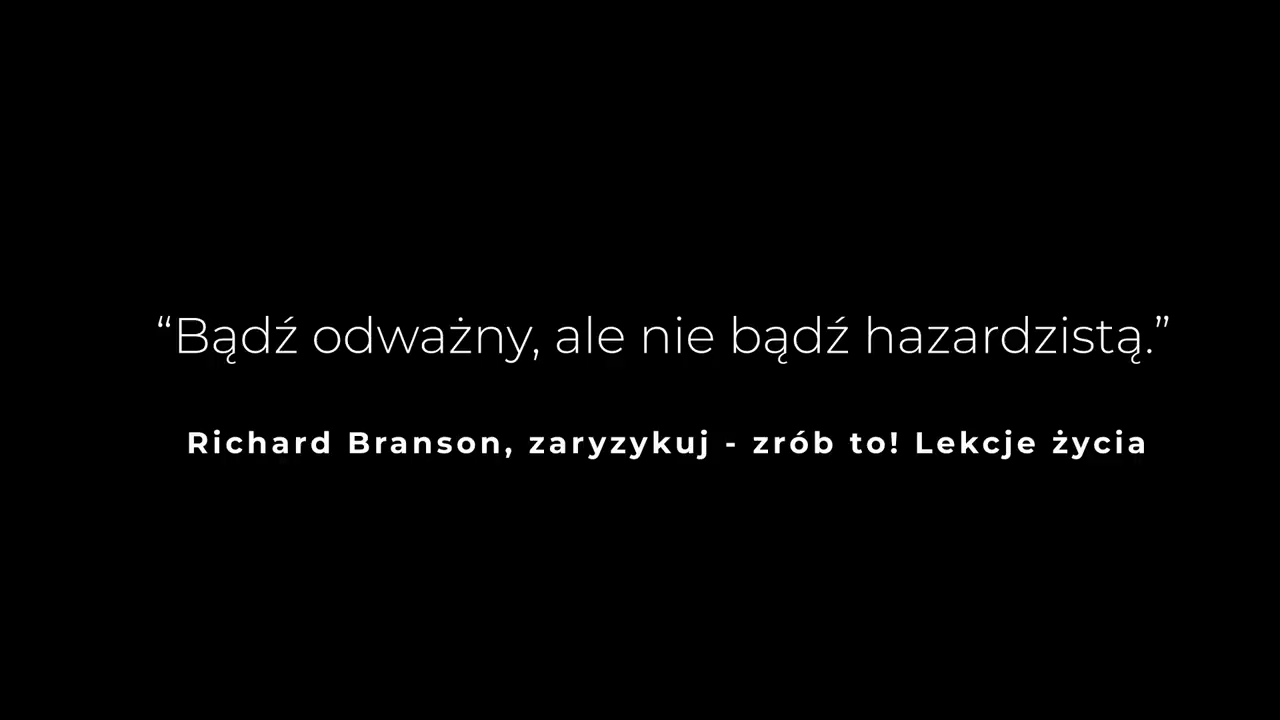 “Bądź odważny, ale nie bądź hazardzistą.”
Richard Branson, zaryzykuj - zrób to! Lekcje życia